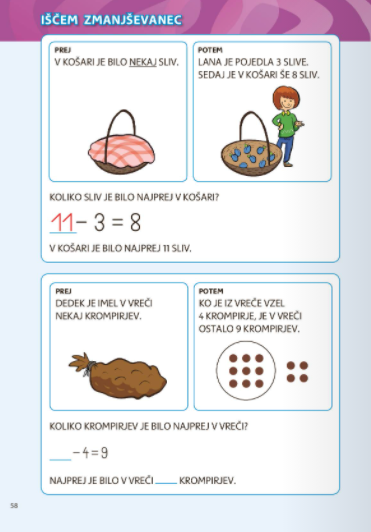 IŠČEM ZMANJŠEVANEC
PREJ
V KOŠARI JE BILO NEKAJ SLIV.
POTEM
LANA JE POJEDLA 3 SLIVE.
SEDAJ JE V KOŠARI ŠE 8 SLIV.
KOLIKO SLIV JE BILO NAJPREJ V KOŠARI?
11 – 3 = 8
V KOŠARI JE BILO NAJPREJ 11 SLIV.
PREJ
DEDEK JE IMEL V VREČI
NEKAJ KROMPIRJEV.
POTEM
KO JE IZ VREČE VZEL
4 KROMPIRJE, JE V VREČI
OSTALO 9 KROMPIRJEV.
KOLIKO KROMPIRJEV JE BILO NAJPREJ V VREČI?
___ – 4 = 9
NAJPREJ JE BILO V VREČI ____ KROMPIRJEV.
58